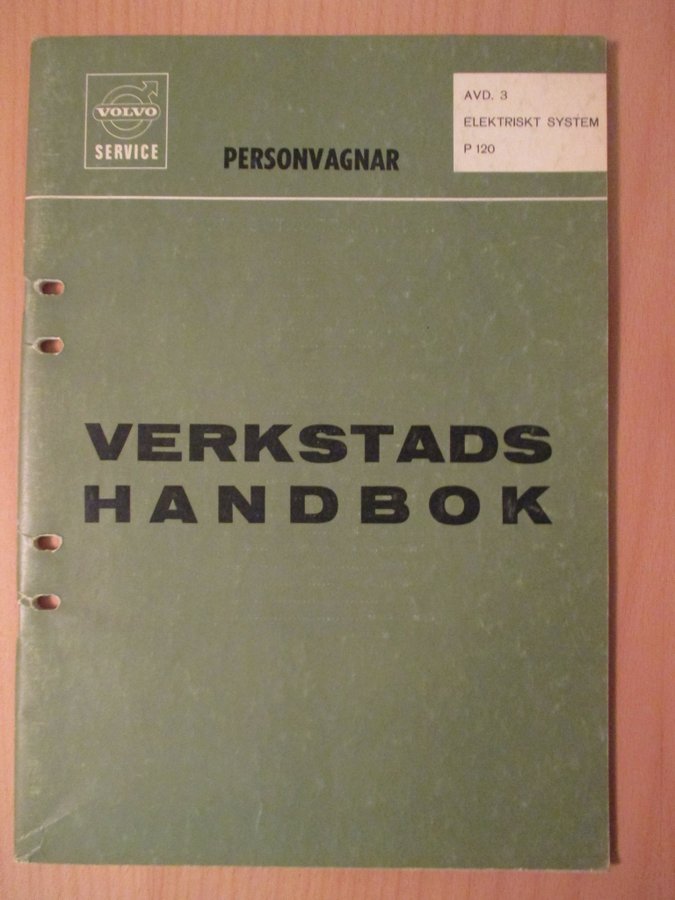 VOLVO
SERVICE
PERSONVAGNAR
AVD. 3
ELEKTRISKT SYSTEM
P 120
VERKSTADS
HANDBOK